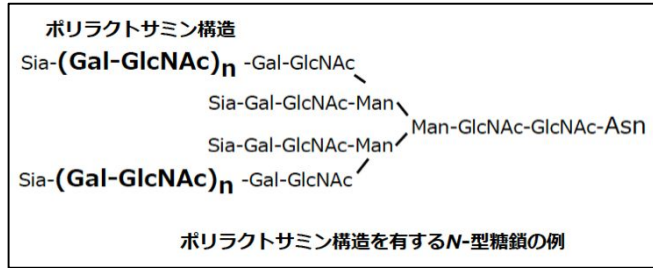 ポリラクトサミン構造
Sia-(Gal-GlcNAc)n -Gal-GlcNAc
Sia-Gal-GlcNAc-Man
Man-GlcNAc-GlcNAc-Asn
Sia-Gal-GlcNAc-Man
Sia-(Gal-GlcNAc)n -Gal-GlcNAc
ポリラクトサミン構造を有するN-型糖鎖の例